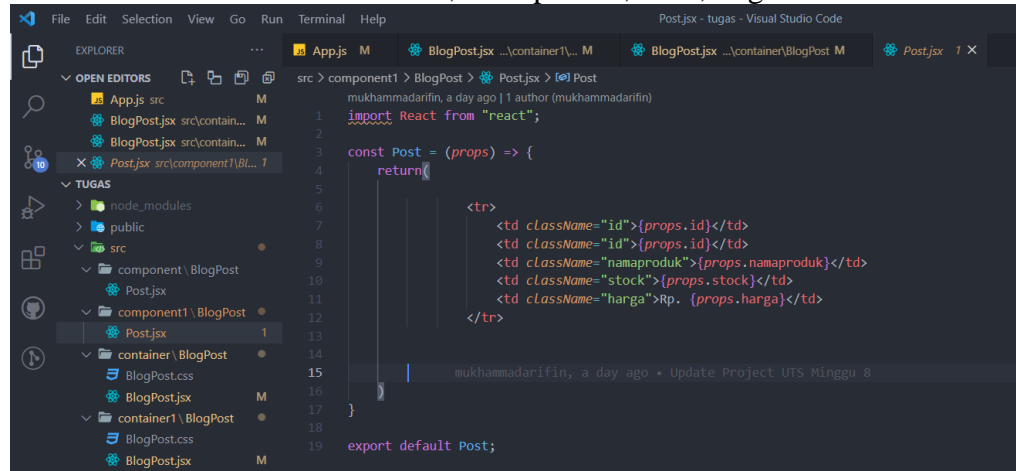 File Edit Selection View Go Run Terminal Help Post.jsx - tugas - Visual Studio Code
EXPLORER ...
JS App.js M BlogPost.jsx ...\container1\... M BlogPost.jsx ...\container\BlogPost M Post.jsx 1 ×
OPEN EDITORS
src > component1 > BlogPost > Post.jsx > Post
JS App.js src M
BlogPost.jsx src\contain... M
BlogPost.jsx src\contain... M
× Post.jsx src\component1\Bl... 1
10
TUGAS
> node_modules
> public
src
component \ BlogPost
Post.jsx
component1 \ BlogPost
Post.jsx 1
container \ BlogPost
BlogPost.css
BlogPost.jsx M
container1 \ BlogPost
BlogPost.css
BlogPost.jsx M
mukhammadarifin, a day ago | 1 author (mukhammadarifin)
1 import React from "react";
2
3 const Post = (props) => {
4 return(
5
6 <tr>
7 <td className="id">{props.id}</td>
8 <td className="id">{props.id}</td>
9 <td className="namaproduk">{props.namaproduk}</td>
10 <td className="stock">{props.stock}</td>
11 <td className="harga">Rp. {props.harga}</td>
12 </tr>
13
14
15 mukhammadarifin, a day ago • Update Project UTS Minggu 8
16 )
17 }
18
19 export default Post;